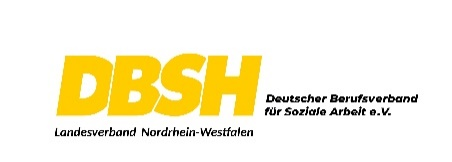 DBSH
Deutscher Berufsverband
für Soziale Arbeit e.V.
Landesverband Nordrhein-Westfalen